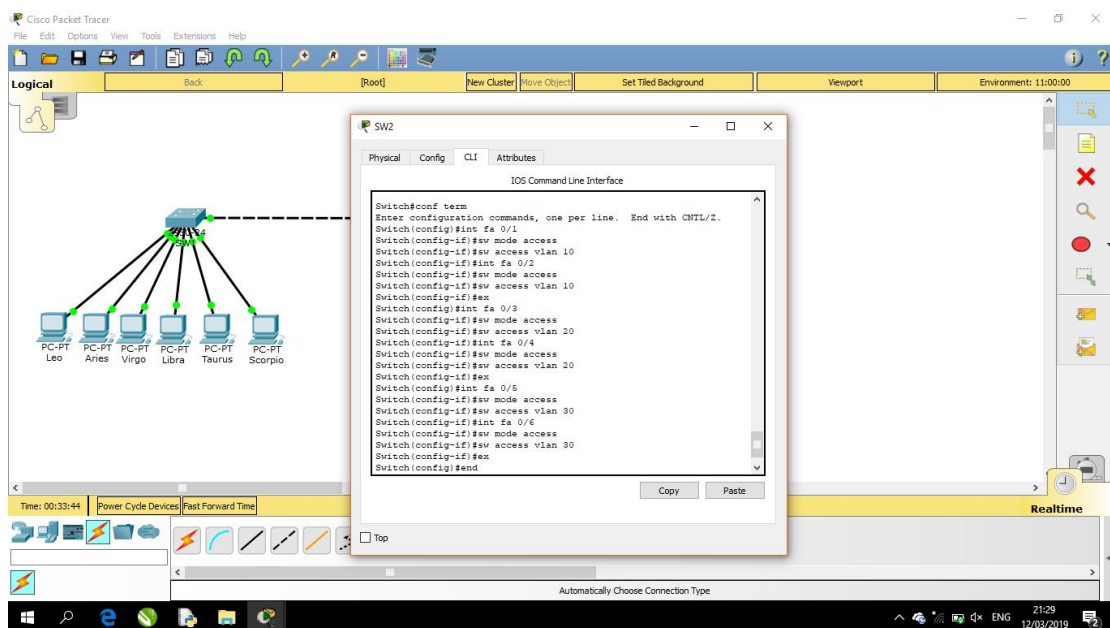 Cisco Packet Tracer
File Edit Options View Tools Extensions Help
Logical
Back
[Root]
New Cluster
Move Object
Set Tiled Background
Viewport
Environment: 11:00:00
SW2
Physical Config CLI Attributes
IOS Command Line Interface
Switch#conf term
Enter configuration commands, one per line. End with CNTL/Z.
Switch(config)#int fa 0/1
Switch(config-if)#sw mode access
Switch(config-if)#sw access vlan 10
Switch(config-if)#int fa 0/2
Switch(config-if)#sw mode access
Switch(config-if)#sw access vlan 10
Switch(config-if)#ex
Switch(config)#int fa 0/3
Switch(config-if)#sw mode access
Switch(config-if)#sw access vlan 20
Switch(config-if)#int fa 0/4
Switch(config-if)#sw mode access
Switch(config-if)#sw access vlan 20
Switch(config-if)#ex
Switch(config)#int fa 0/5
Switch(config-if)#sw mode access
Switch(config-if)#sw access vlan 30
Switch(config-if)#int fa 0/6
Switch(config-if)#sw mode access
Switch(config-if)#sw access vlan 30
Switch(config-if)#ex
Switch(config)#end
Copy Paste
Top
PC-PT Leo
PC-PT Aries
PC-PT Virgo
PC-PT Libra
PC-PT Taurus
PC-PT Scorpio
Time: 00:33:44
Power Cycle Devices
Fast Forward Time
Realtime
Automatically Choose Connection Type
ENG
21:29
12/03/2019